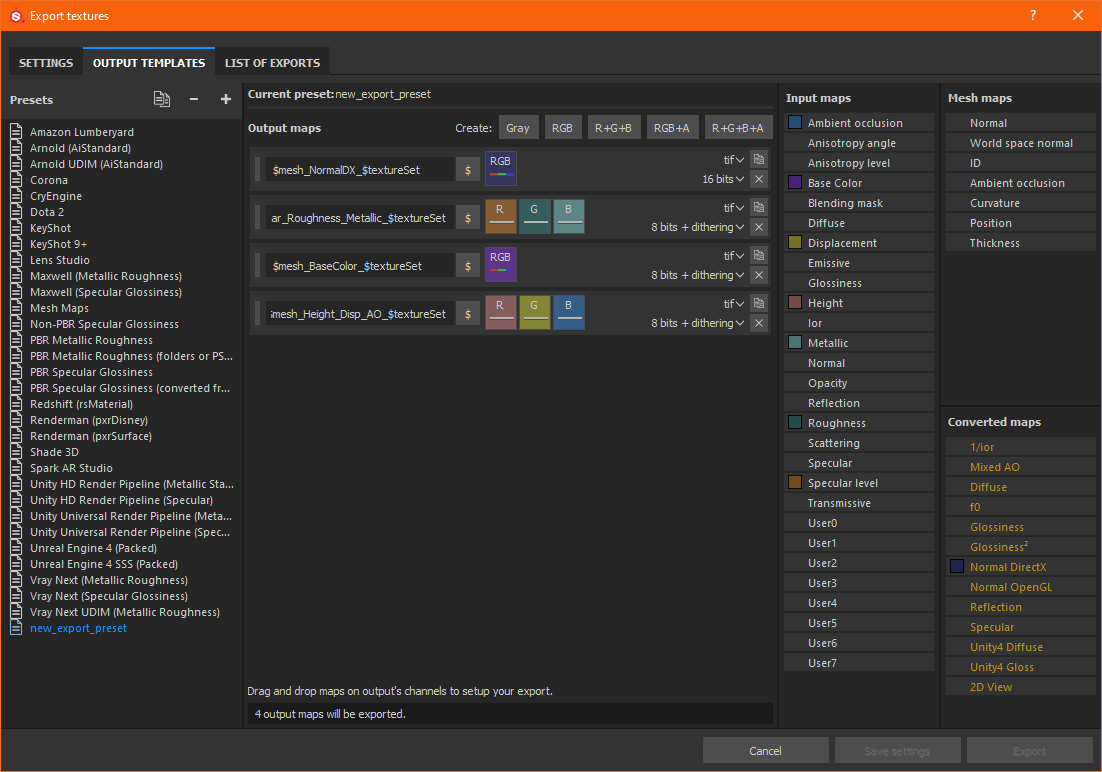 Export textures
?
SETTINGS
OUTPUT TEMPLATES
LIST OF EXPORTS
Presets
Amazon Lumberyard
Arnold (AiStandard)
Arnold UDIM (AiStandard)
Corona
CryEngine
Dota 2
KeyShot
KeyShot 9+
Lens Studio
Maxwell (Metallic Roughness)
Maxwell (Specular Glossiness)
Mesh Maps
Non-PBR Specular Glossiness
PBR Metallic Roughness
PBR Metallic Roughness (folders or PS...
PBR Specular Glossiness
PBR Specular Glossiness (converted fr...
Redshift (rsMaterial)
Renderman (pxrDisney)
Renderman (pxrSurface)
Shade 3D
Spark AR Studio
Unity HD Render Pipeline (Metallic Sta...
Unity HD Render Pipeline (Specular)
Unity Universal Render Pipeline (Meta...
Unity Universal Render Pipeline (Spec...
Unreal Engine 4 (Packed)
Unreal Engine 4 SSS (Packed)
Vray Next (Metallic Roughness)
Vray Next (Specular Glossiness)
Vray Next UDIM (Metallic Roughness)
new_export_preset
Current preset:new_export_preset
Output maps
Create: Gray RGB R+G+B RGB+A R+G+B+A
$mesh_NormalDX_$textureSet $ RGB tif
16 bits
ar_Roughness_Metallic_$textureSet $ R G B tif
8 bits + dithering
$mesh_BaseColor_$textureSet $ RGB tif
8 bits + dithering
mesh_Height_Disp_AO_$textureSet $ R G B tif
8 bits + dithering
Drag and drop maps on output's channels to setup your export.
4 output maps will be exported.
Input maps
Ambient occlusion
Anisotropy angle
Anisotropy level
Base Color
Blending mask
Diffuse
Displacement
Emissive
Glossiness
Height
Ior
Metallic
Normal
Opacity
Reflection
Roughness
Scattering
Specular
Specular level
Transmissive
User0
User1
User2
User3
User4
User5
User6
User7
Mesh maps
Normal
World space normal
ID
Ambient occlusion
Curvature
Position
Thickness
Converted maps
1/ior
Mixed AO
Diffuse
f0
Glossiness
Glossiness²
Normal DirectX
Normal OpenGL
Reflection
Specular
Unity4 Diffuse
Unity4 Gloss
2D View
Cancel
Save settings
Export